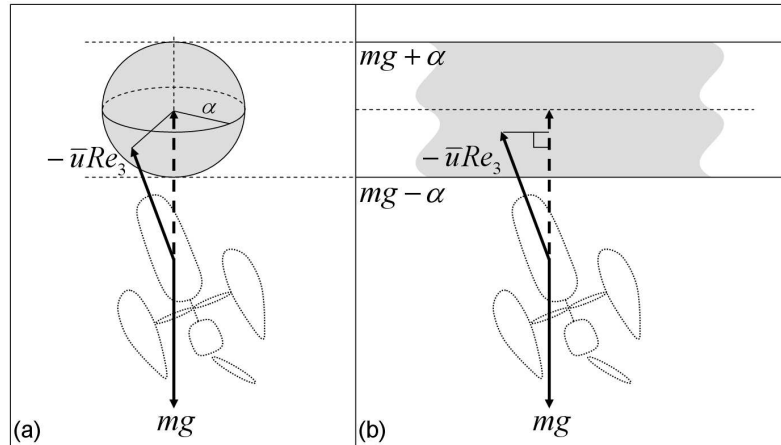 α
− ūRe₃
mg
(a)
mg + α
− ūRe₃
mg − α
mg
(b)